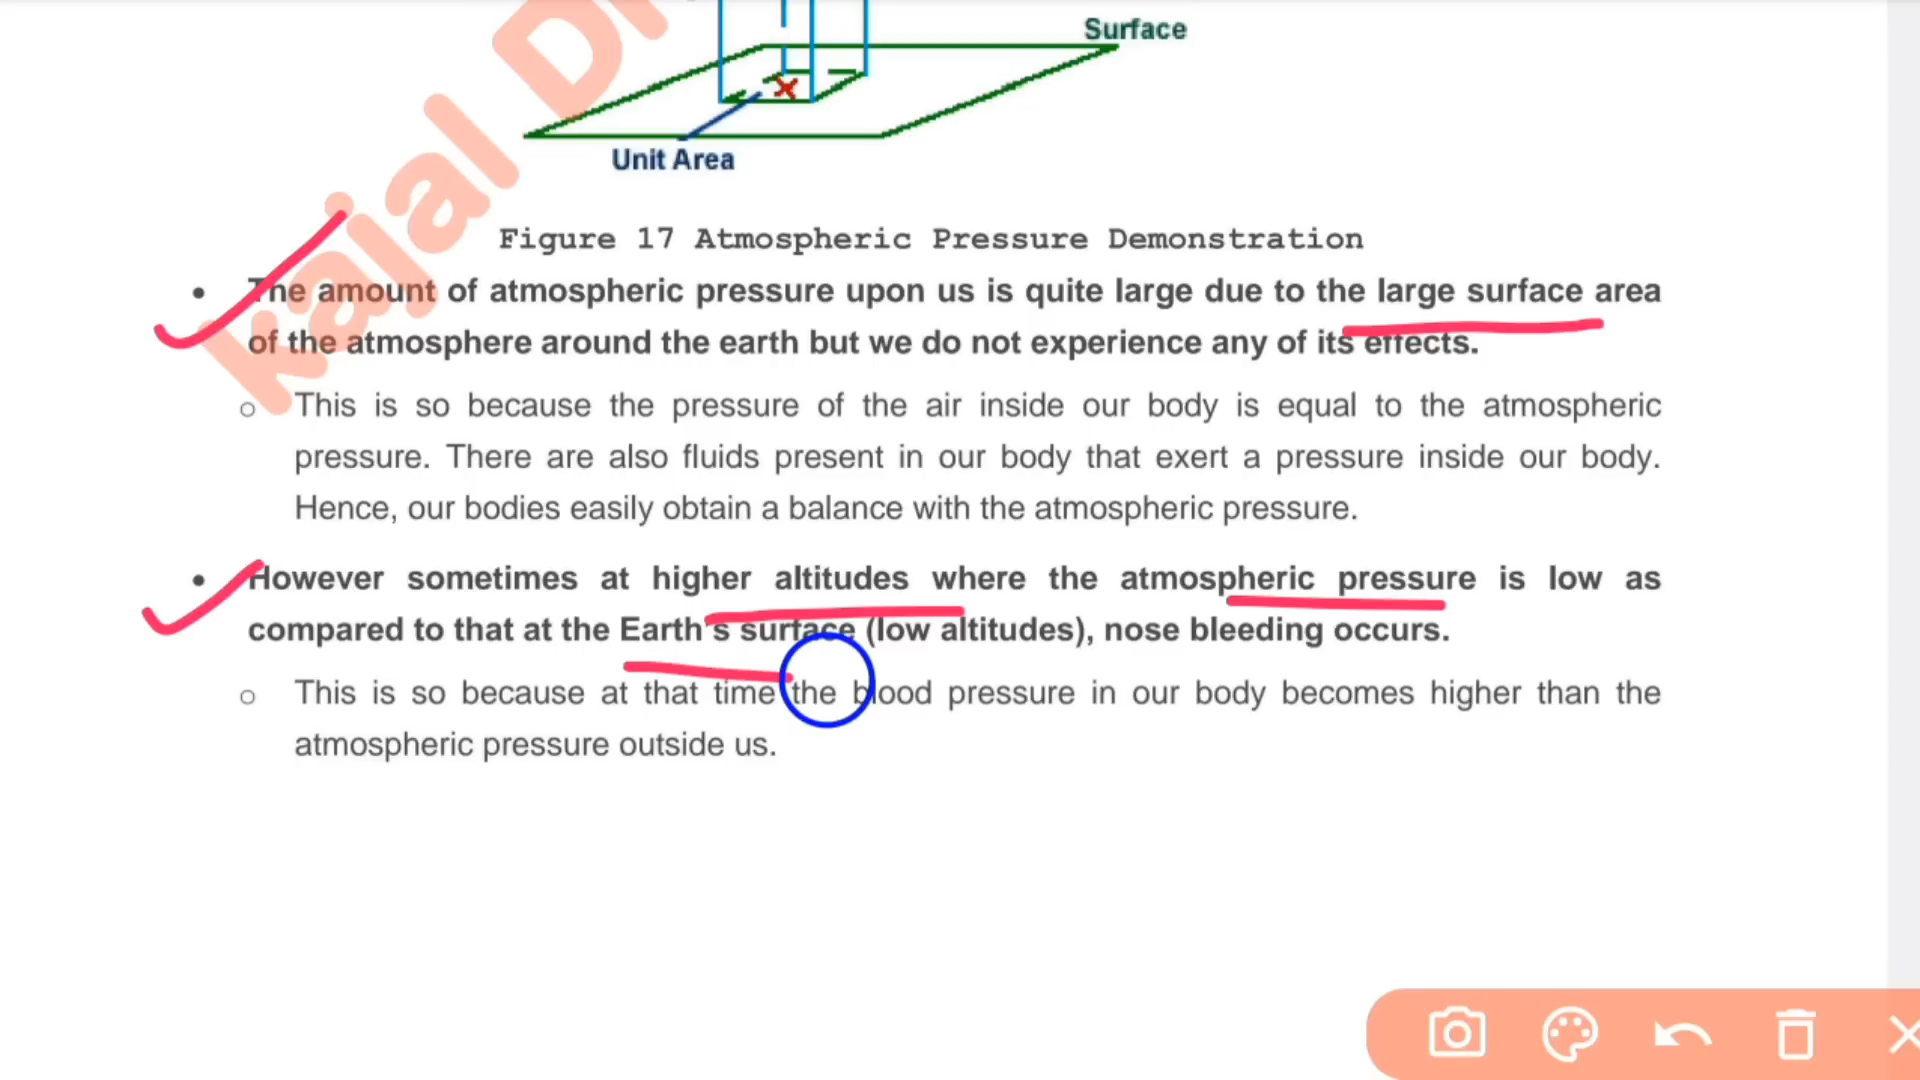 Surface
Unit Area
Figure 17 Atmospheric Pressure Demonstration
• The amount of atmospheric pressure upon us is quite large due to the large surface area
of the atmosphere around the earth but we do not experience any of its effects.
o This is so because the pressure of the air inside our body is equal to the atmospheric
pressure. There are also fluids present in our body that exert a pressure inside our body.
Hence, our bodies easily obtain a balance with the atmospheric pressure.
• However sometimes at higher altitudes where the atmospheric pressure is low as
compared to that at the Earth's surface (low altitudes), nose bleeding occurs.
o This is so because at that time the blood pressure in our body becomes higher than the
atmospheric pressure outside us.
kajal